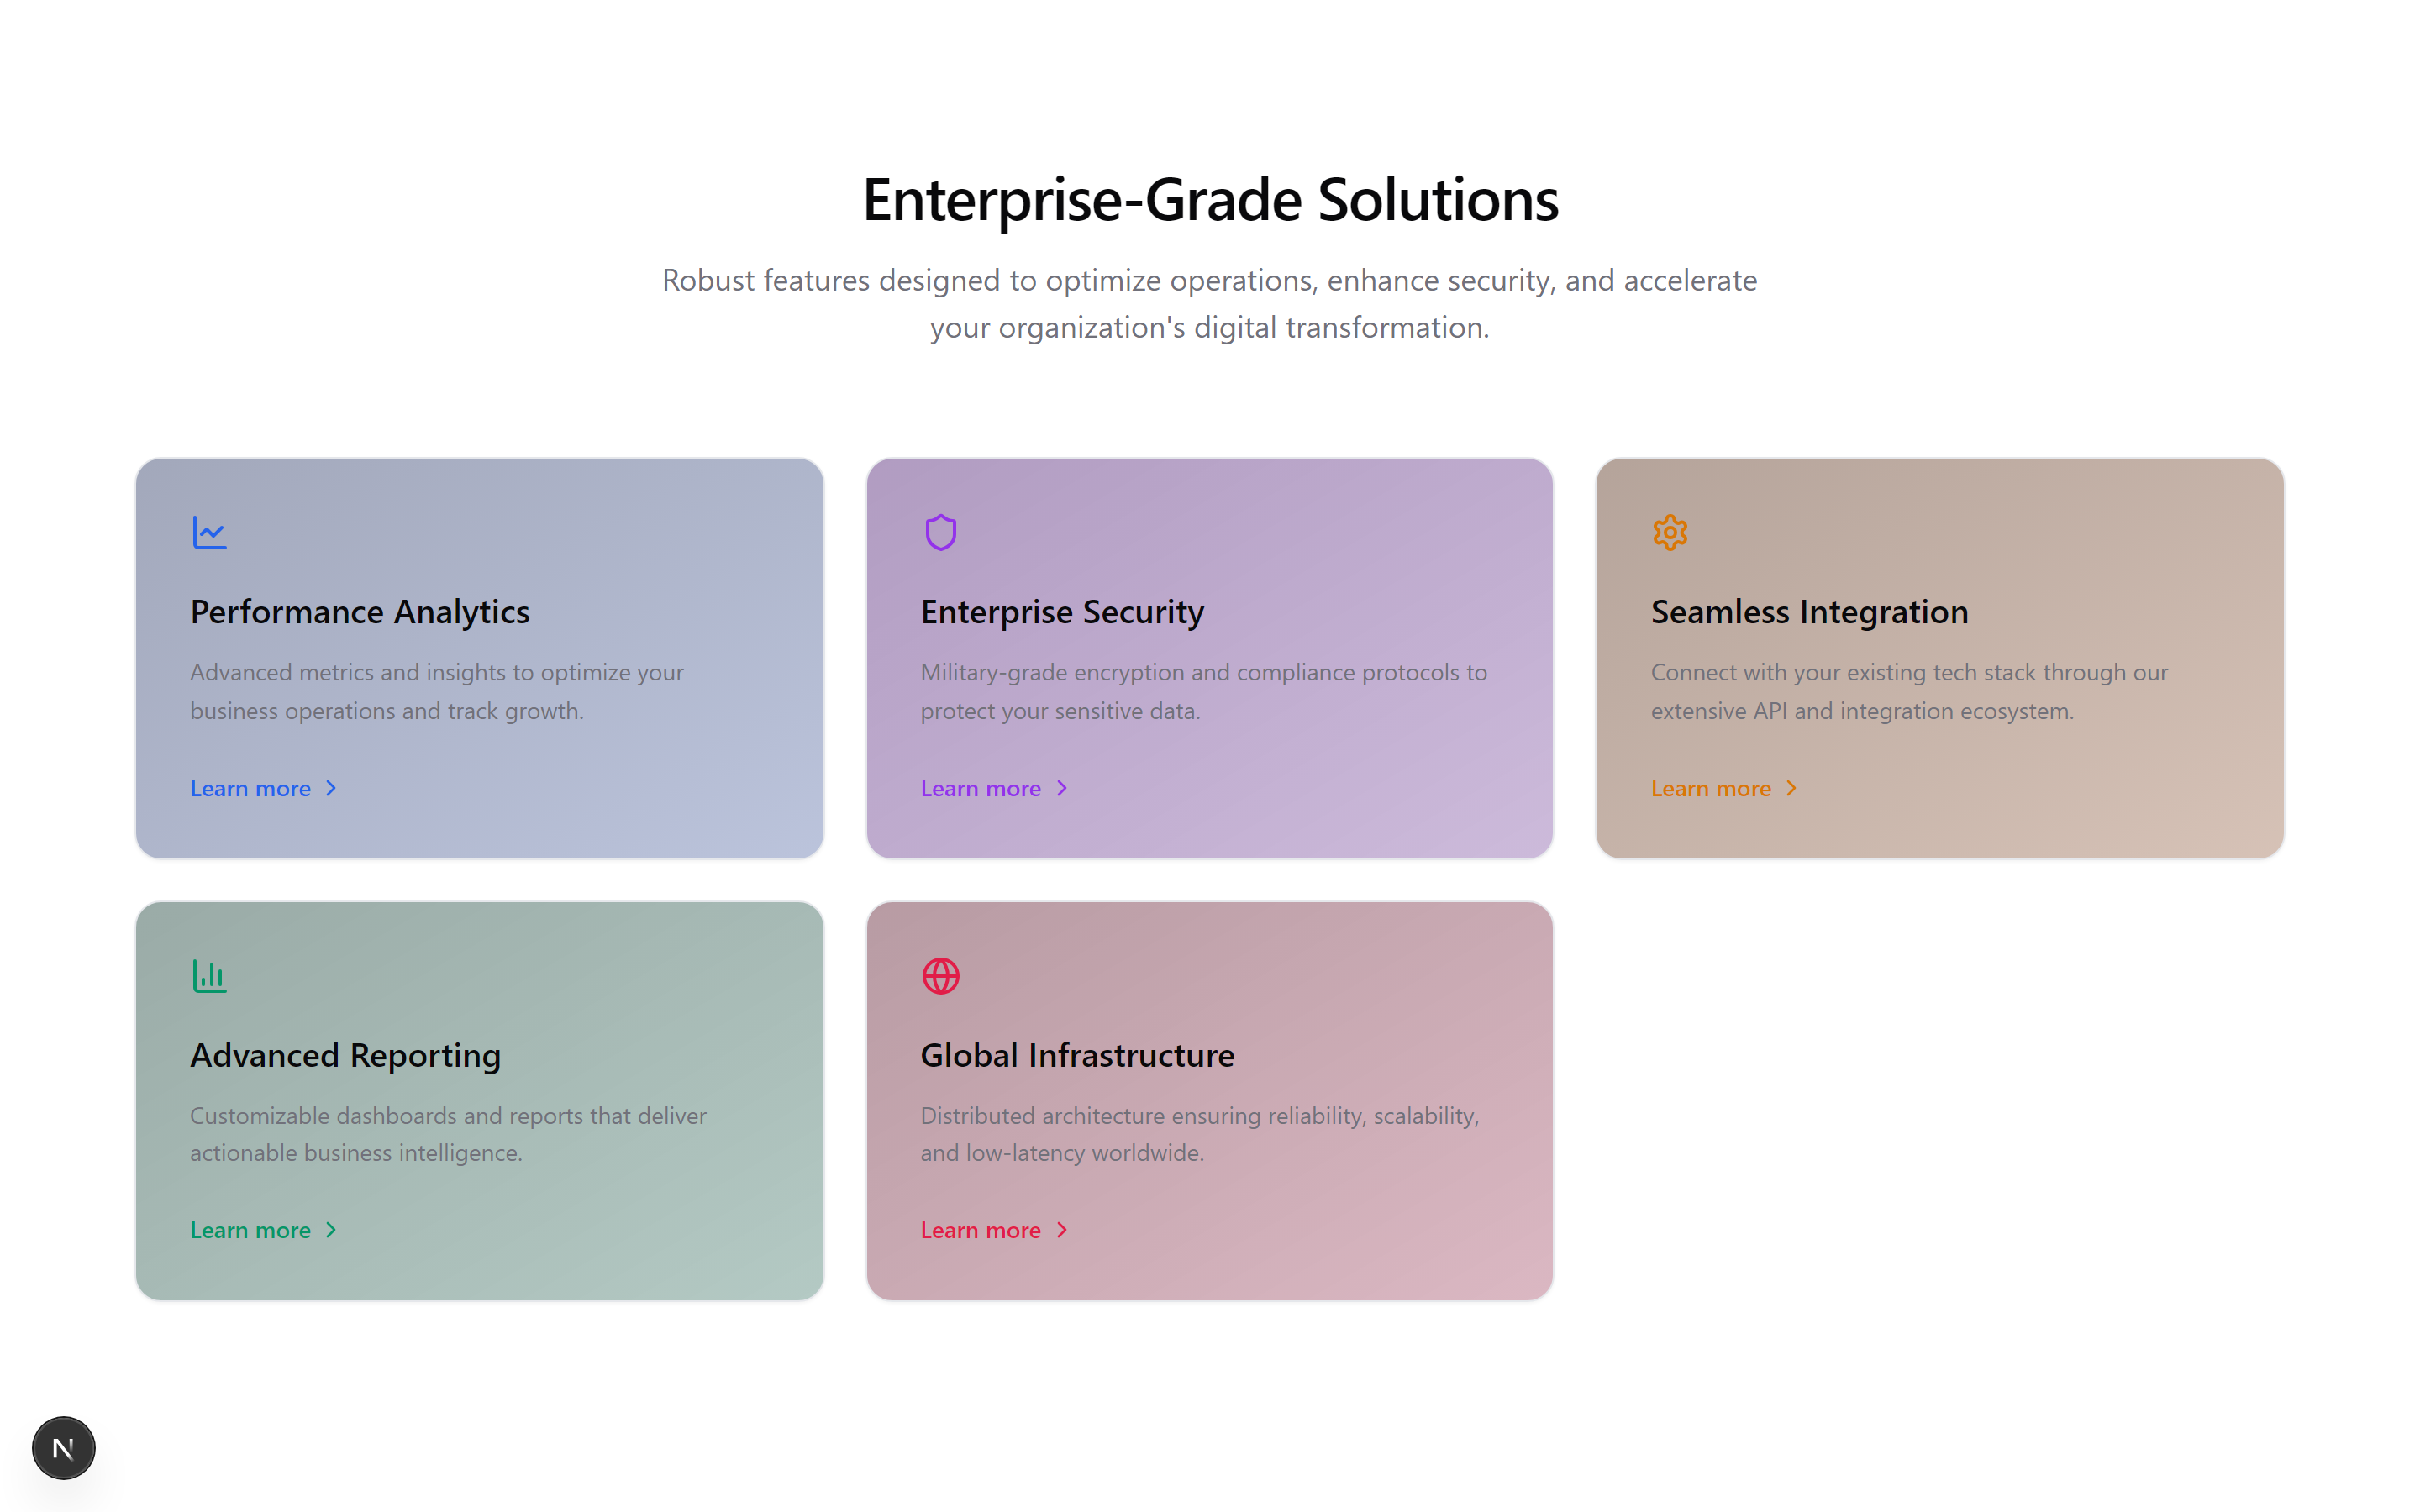 Enterprise-Grade Solutions
Robust features designed to optimize operations, enhance security, and accelerate
your organization's digital transformation.
Performance Analytics
Advanced metrics and insights to optimize your
business operations and track growth.
Learn more
Enterprise Security
Military-grade encryption and compliance protocols to
protect your sensitive data.
Learn more
Seamless Integration
Connect with your existing tech stack through our
extensive API and integration ecosystem.
Learn more
Advanced Reporting
Customizable dashboards and reports that deliver
actionable business intelligence.
Learn more
Global Infrastructure
Distributed architecture ensuring reliability, scalability,
and low-latency worldwide.
Learn more
N